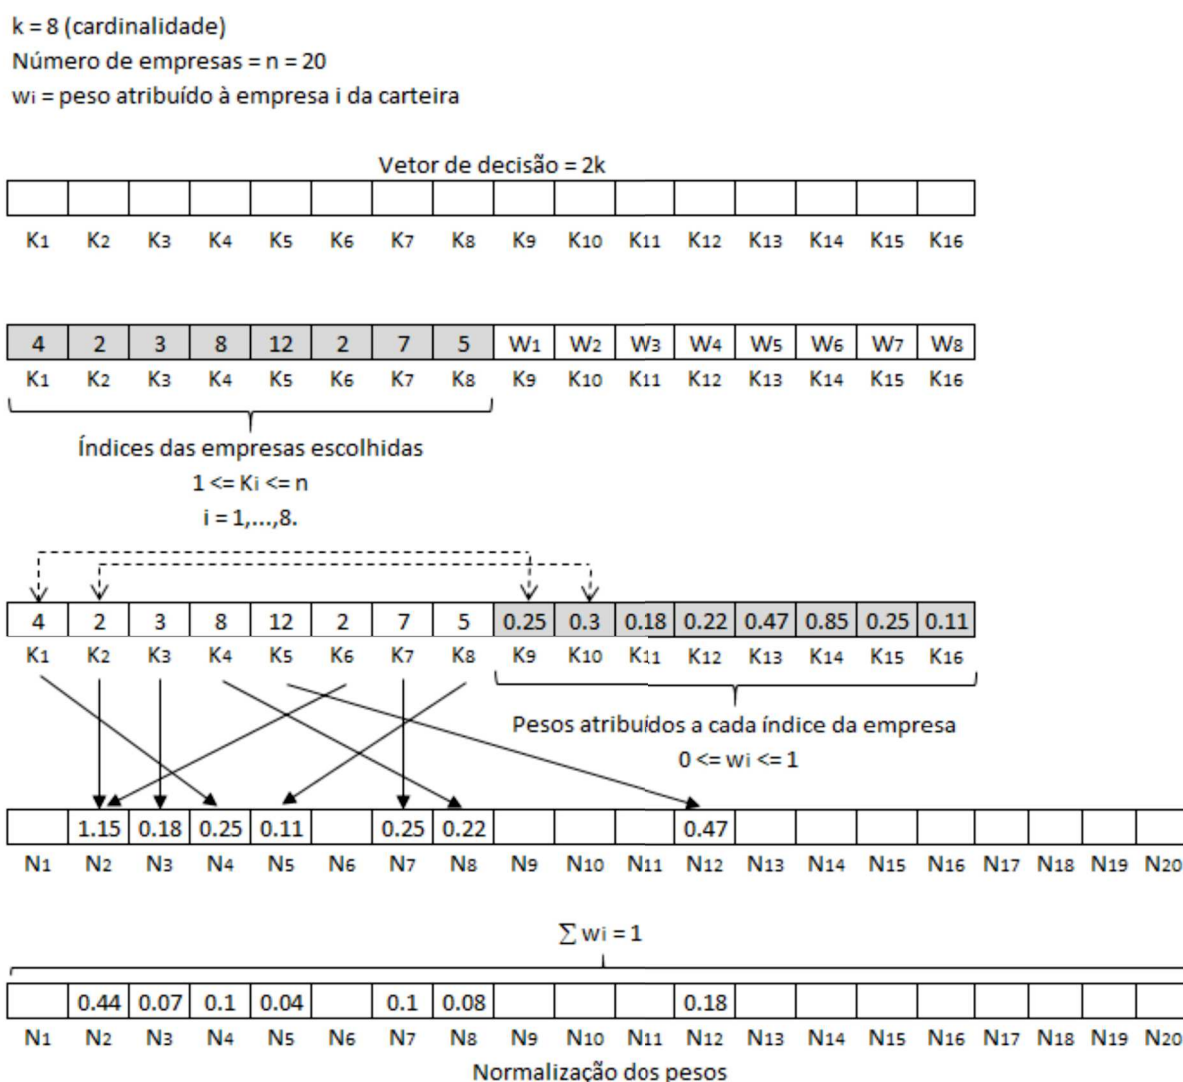 k = 8 (cardinalidade)
Número de empresas = n = 20
wi = peso atribuído à empresa i da carteira
Vetor de decisão = 2k
K1 K2 K3 K4 K5 K6 K7 K8 K9 K10 K11 K12 K13 K14 K15 K16
4 2 3 8 12 2 7 5 W1 W2 W3 W4 W5 W6 W7 W8
K1 K2 K3 K4 K5 K6 K7 K8 K9 K10 K11 K12 K13 K14 K15 K16
Índices das empresas escolhidas
1 <= Ki <= n
i = 1,...,8.
4 2 3 8 12 2 7 5 0.25 0.3 0.18 0.22 0.47 0.85 0.25 0.11
K1 K2 K3 K4 K5 K6 K7 K8 K9 K10 K11 K12 K13 K14 K15 K16
Pesos atribuídos a cada índice da empresa
0 <= wi <= 1
1.15 0.18 0.25 0.11 0.25 0.22 0.47
N1 N2 N3 N4 N5 N6 N7 N8 N9 N10 N11 N12 N13 N14 N15 N16 N17 N18 N19 N20
∑ wi = 1
0.44 0.07 0.1 0.04 0.1 0.08 0.18
N1 N2 N3 N4 N5 N6 N7 N8 N9 N10 N11 N12 N13 N14 N15 N16 N17 N18 N19 N20
Normalização dos pesos